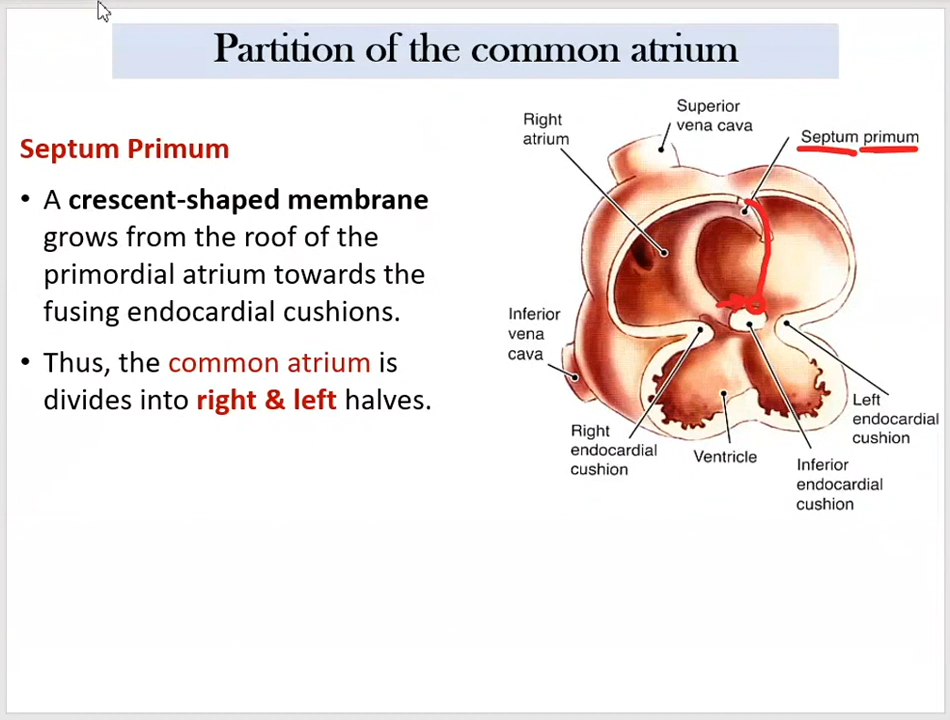 Partition of the common atrium
Septum Primum
• A crescent-shaped membrane
grows from the roof of the
primordial atrium towards the
fusing endocardial cushions.
• Thus, the common atrium is
divides into right & left halves.
Superior
vena cava
Right
atrium
Septum primum
Inferior
vena
cava
Left
endocardial
cushion
Right
endocardial
cushion
Ventricle
Inferior
endocardial
cushion